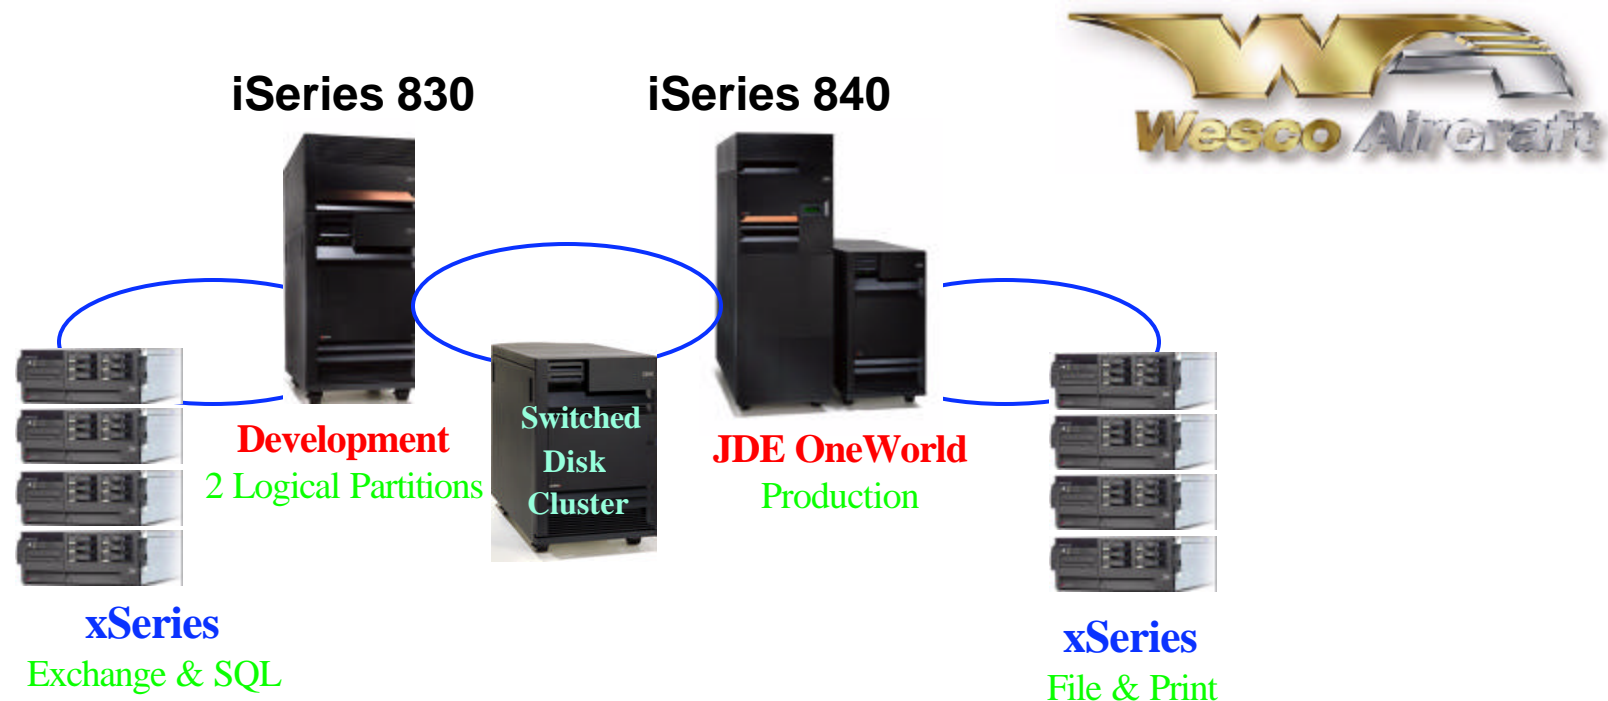 iSeries 830
iSeries 840
Wesco Aircraft
Switched
Disk
Cluster
Development
2 Logical Partitions
JDE OneWorld
Production
xSeries
Exchange & SQL
xSeries
File & Print